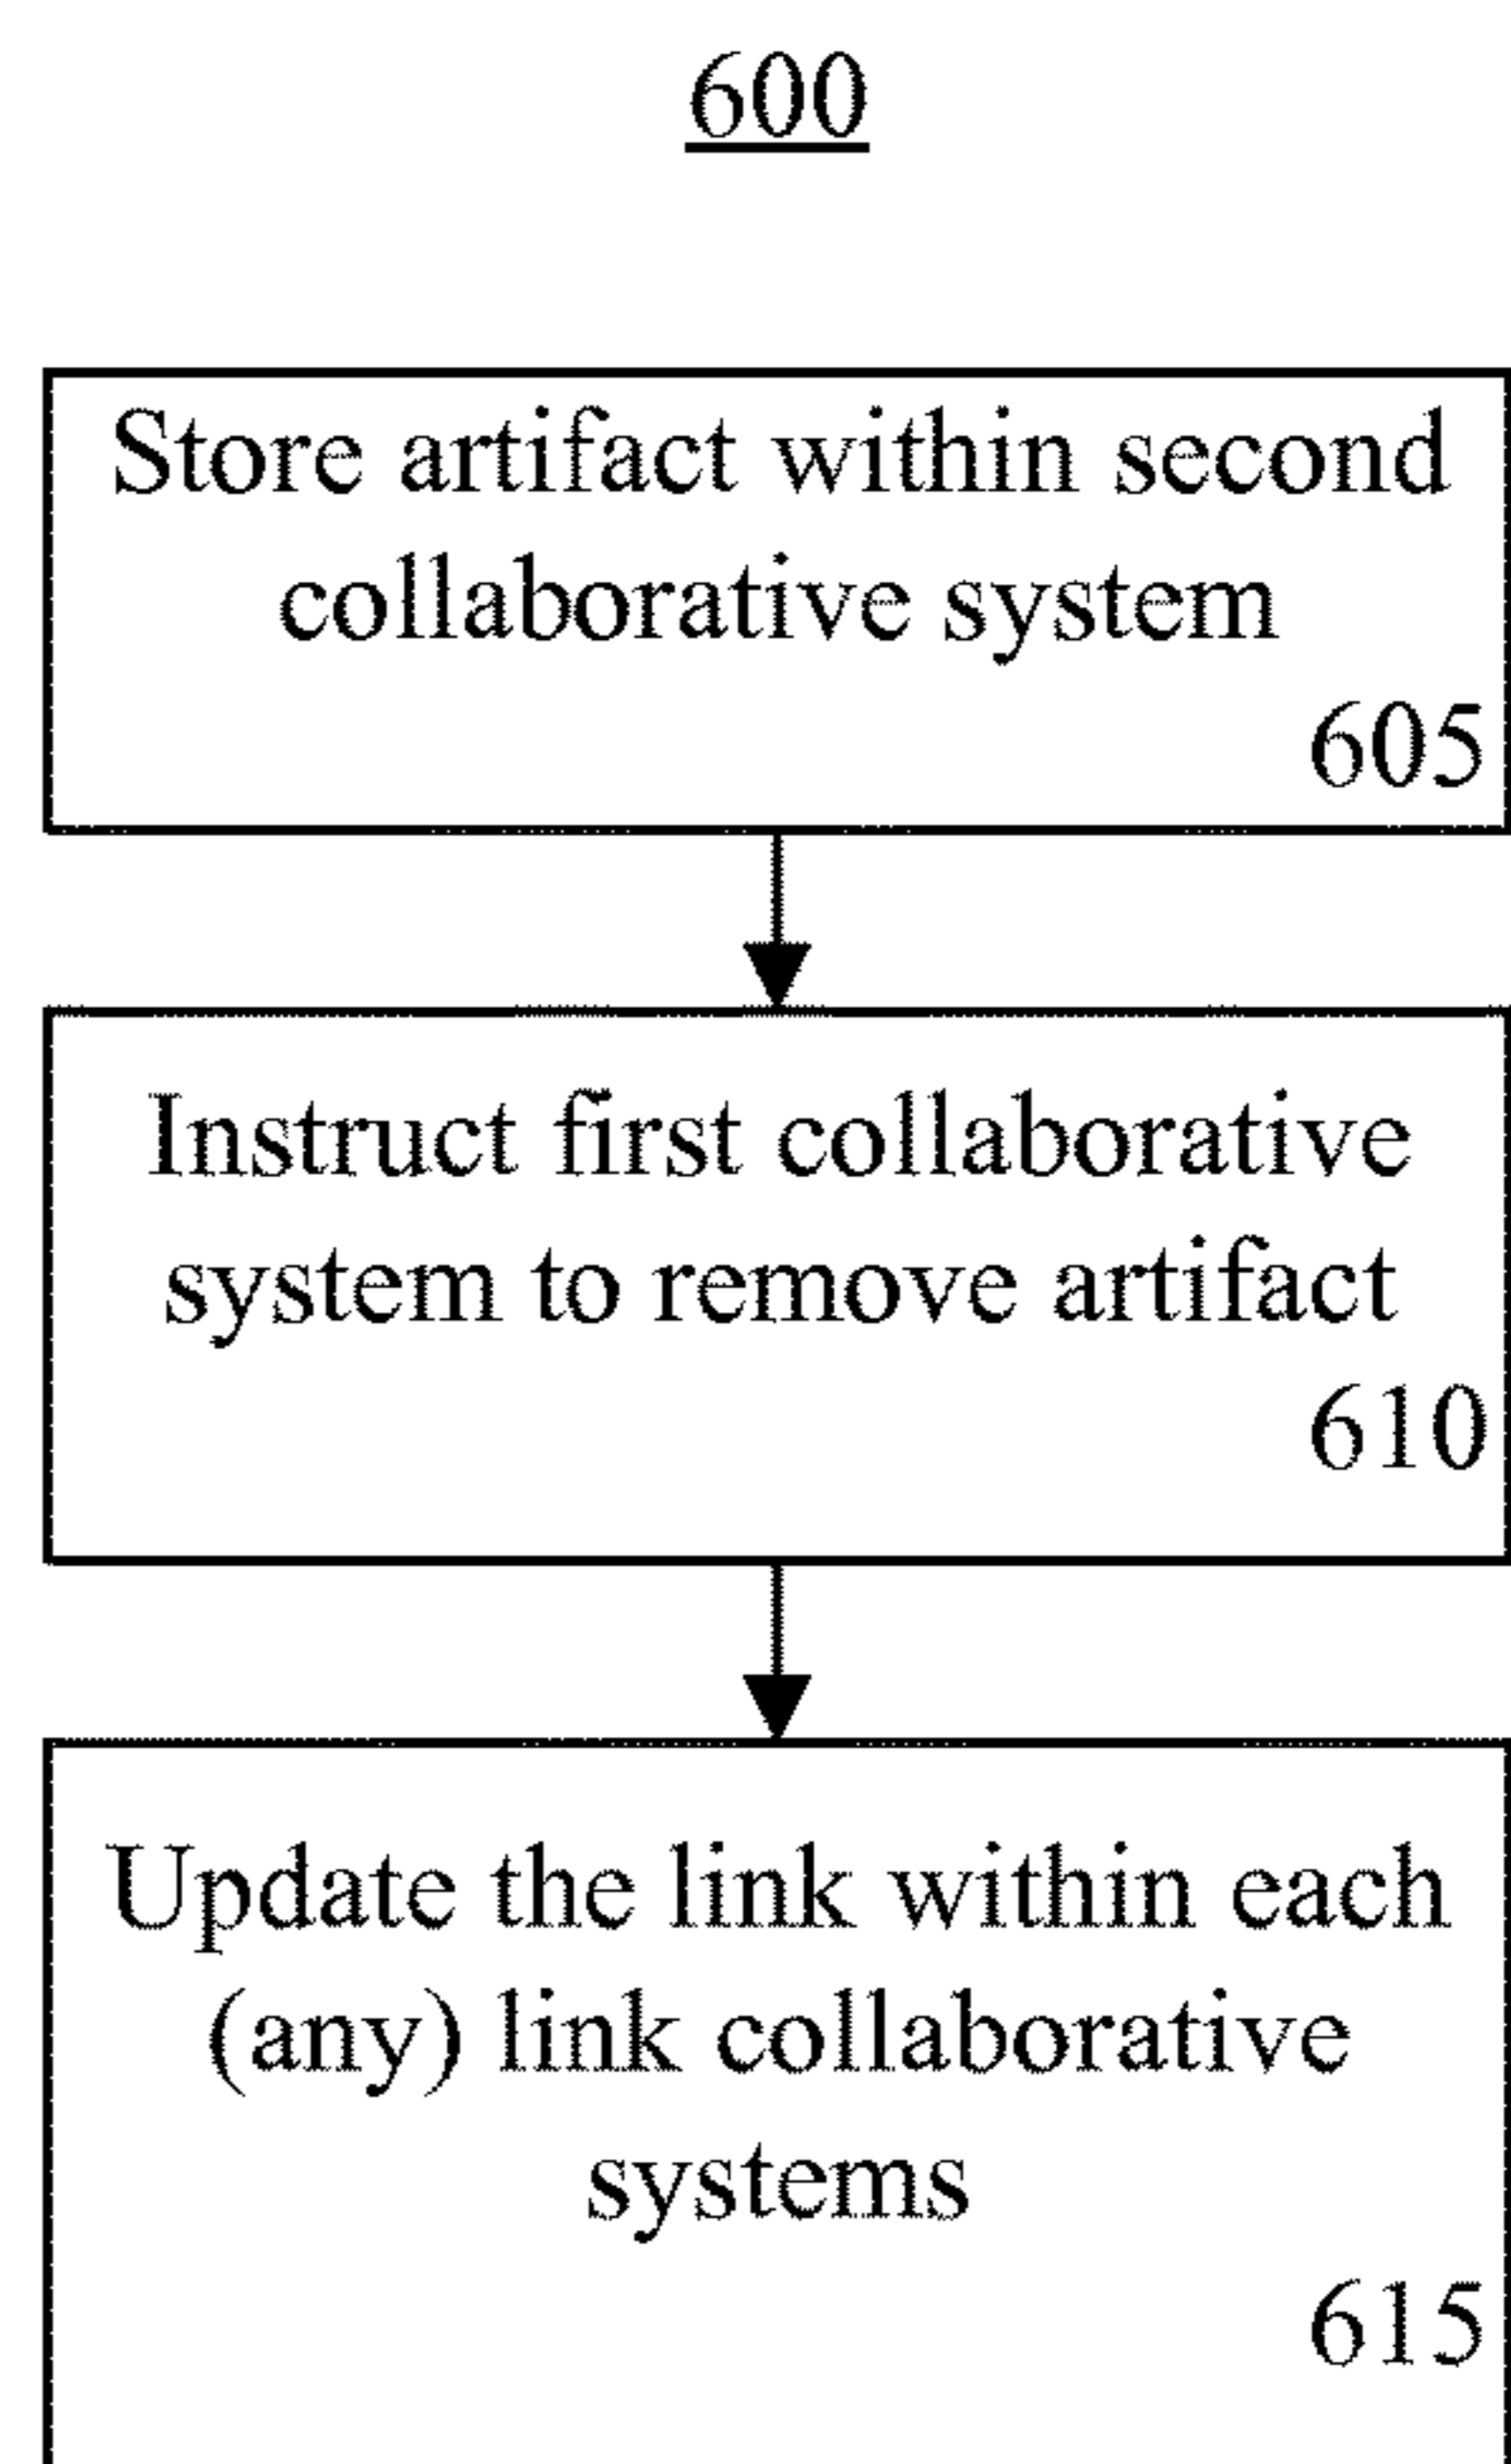 600
Store artifact within second
collaborative system
605
Instruct first collaborative
system to remove artifact
610
Update the link within each
(any) link collaborative
systems
615